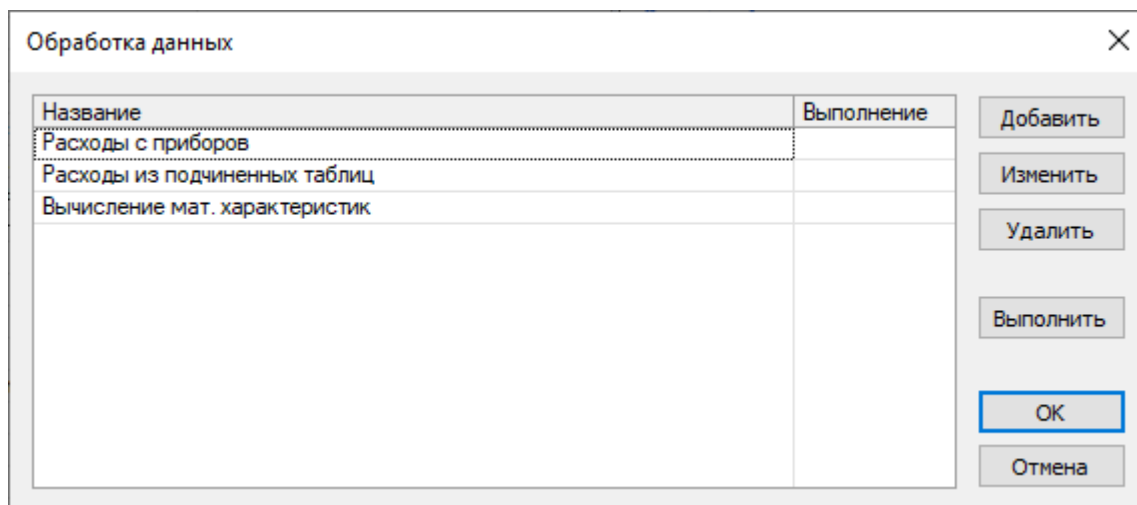 Обработка данных
Название Выполнение
Расходы с приборов
Расходы из подчиненных таблиц
Вычисление мат. характеристик
Добавить
Изменить
Удалить
Выполнить
OK
Отмена